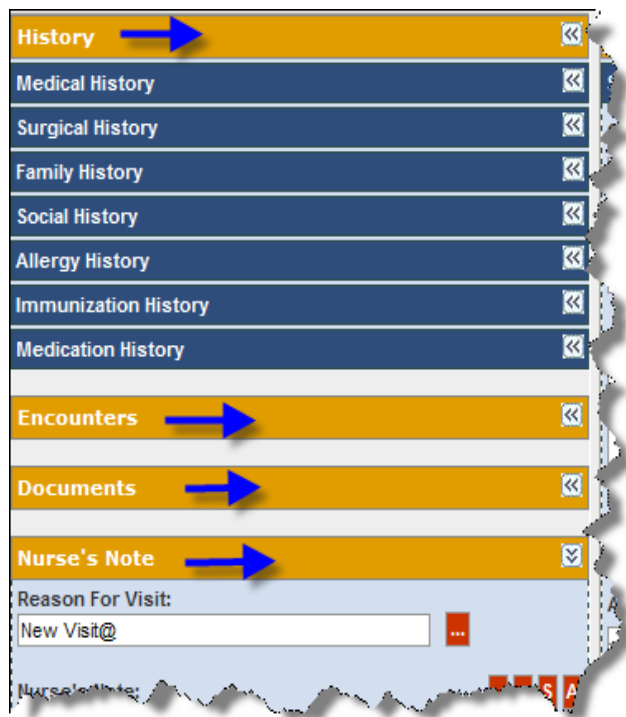 History
Medical History
Surgical History
Family History
Social History
Allergy History
Immunization History
Medication History
Encounters
Documents
Nurse's Note
Reason For Visit:
New Visit@
...
Nurse's Note:
S A